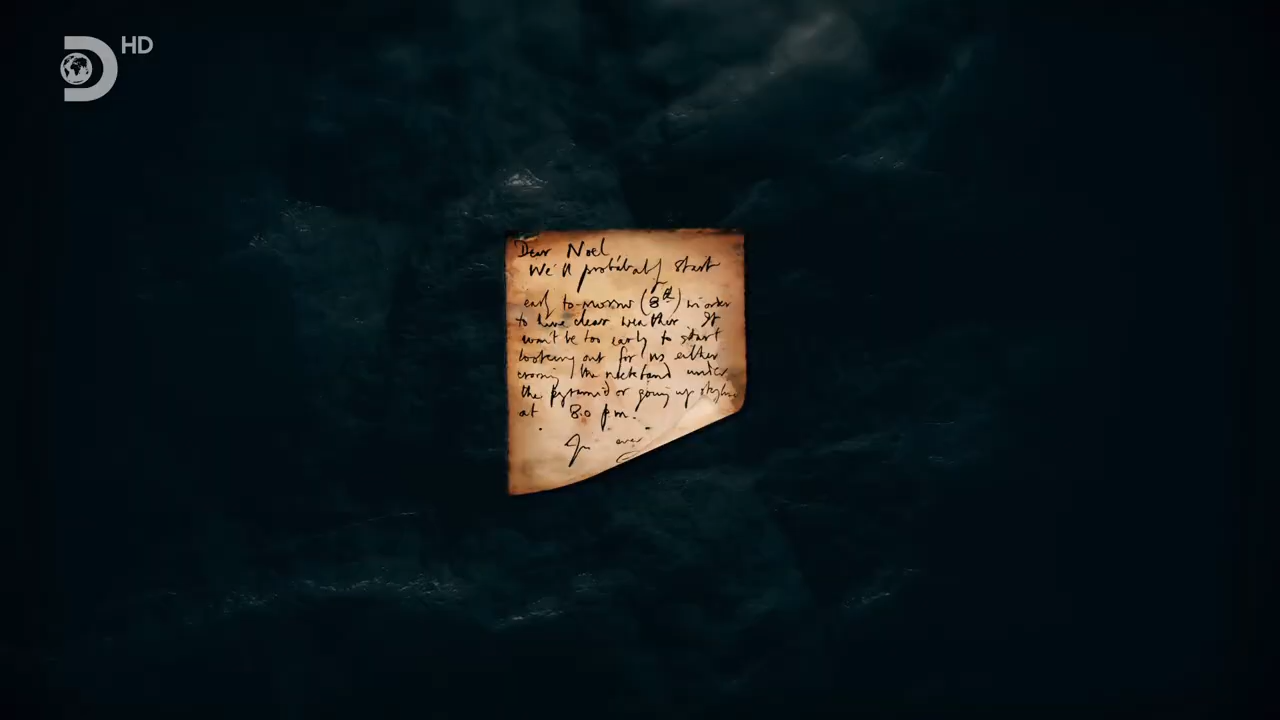 HD
Dear Noel,
We'll probably start
early to-morrow (8th) in order
to have clear weather. It
won't be too early to start
looking out for us either
crossing the rockband under
the pyramid or going up skyline
at 8.0 p.m.
ever